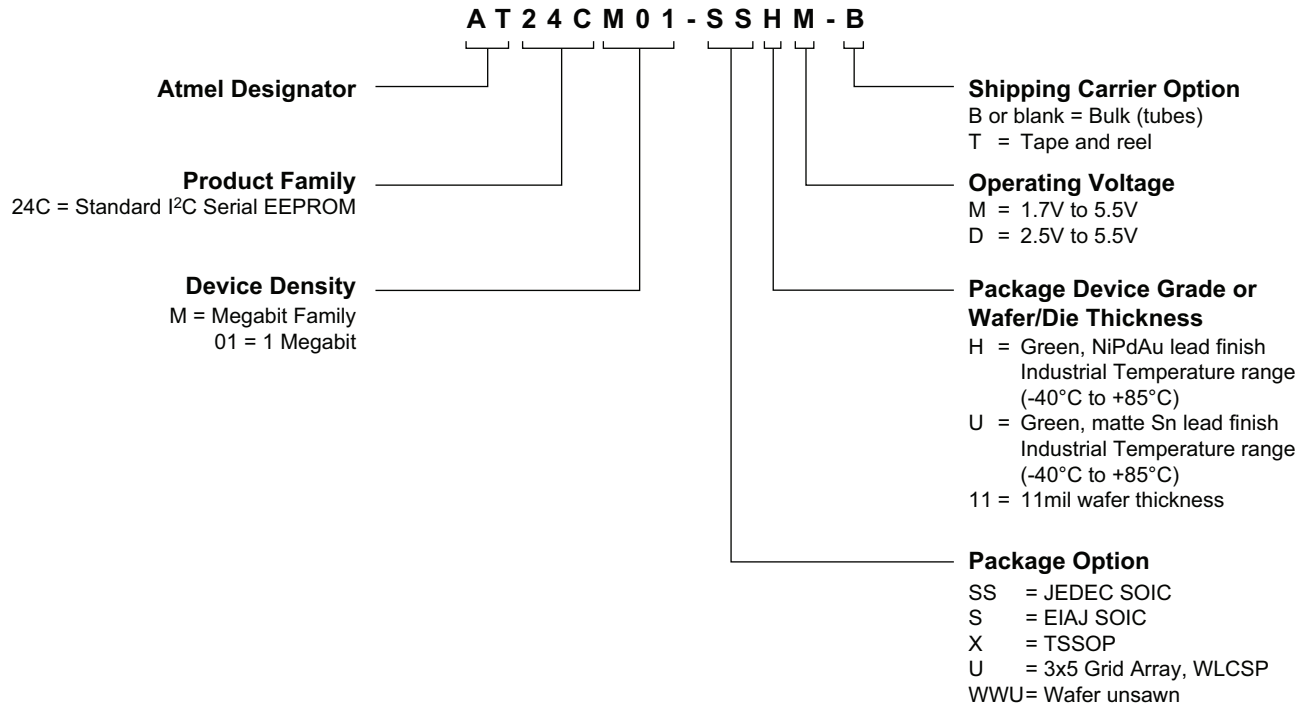 AT24CM01-SSHM-B
Atmel Designator
Product Family
24C = Standard I²C Serial EEPROM
Device Density
M = Megabit Family
01 = 1 Megabit
Shipping Carrier Option
B or blank = Bulk (tubes)
T = Tape and reel
Operating Voltage
M = 1.7V to 5.5V
D = 2.5V to 5.5V
Package Device Grade or
Wafer/Die Thickness
H = Green, NiPdAu lead finish
Industrial Temperature range
(-40°C to +85°C)
U = Green, matte Sn lead finish
Industrial Temperature range
(-40°C to +85°C)
11 = 11mil wafer thickness
Package Option
SS = JEDEC SOIC
S = EIAJ SOIC
X = TSSOP
U = 3x5 Grid Array, WLCSP
WWU= Wafer unsawn